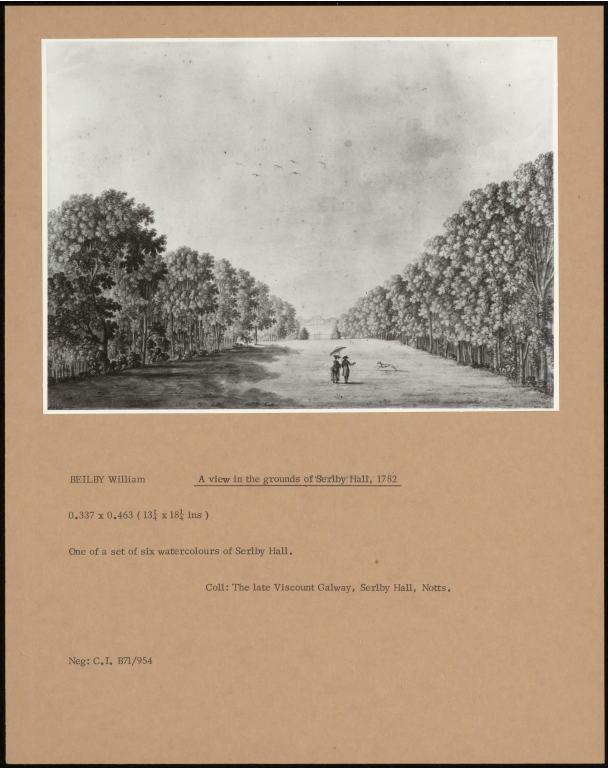 BEILBY William A view in the grounds of Serlby Hall, 1782
0.337 x 0.463 ( 13¼ x 18¼ ins )
One of a set of six watercolours of Serlby Hall.
Coll: The late Viscount Galway, Serlby Hall, Notts.
Neg: C.I. B71/954